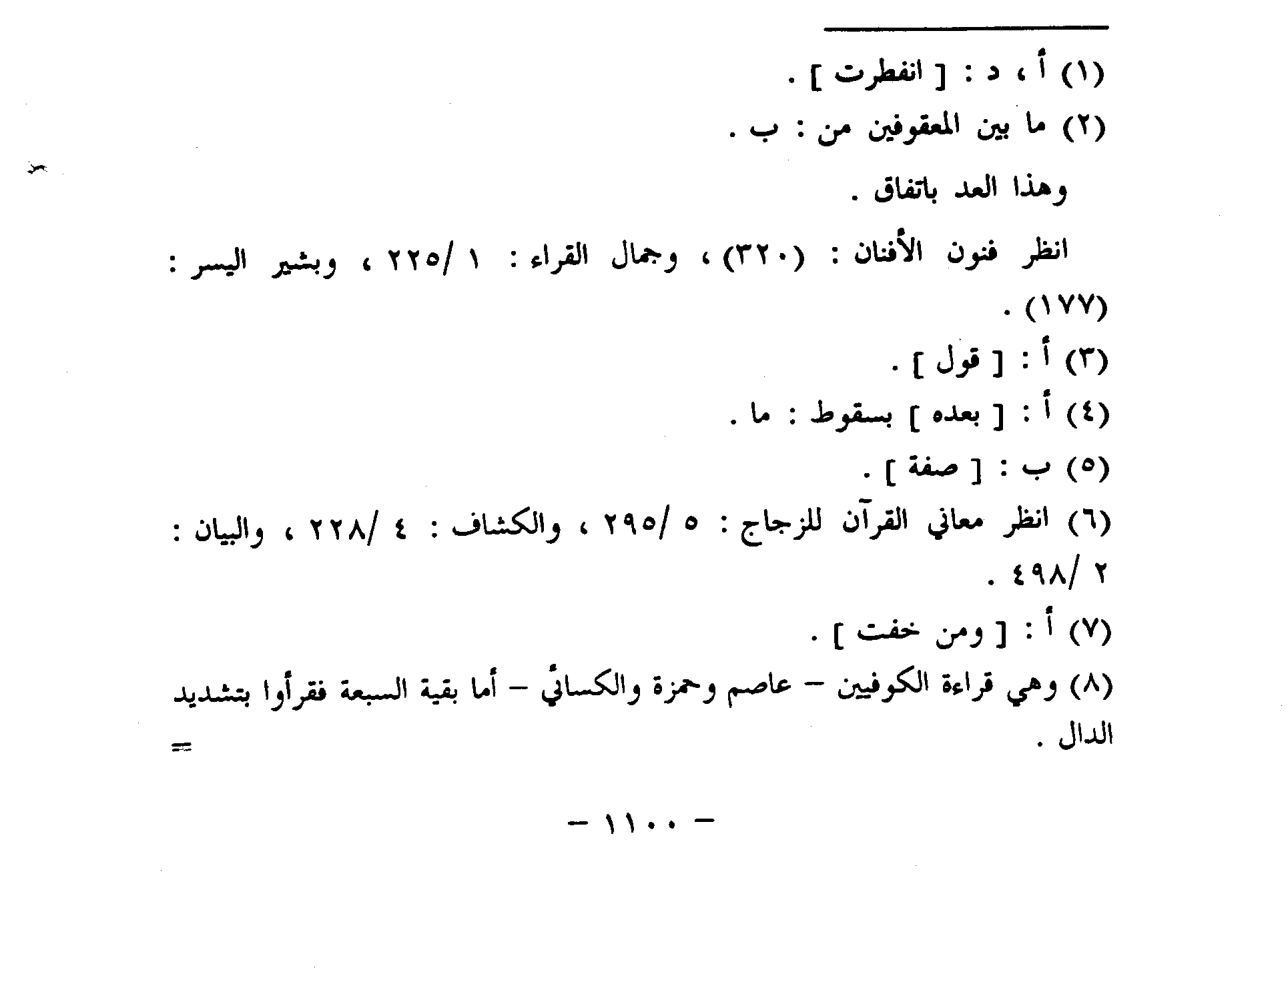 (١) أ ، د : [ انفطرت ] .
(٢) ما بين المعقوفين من : ب .
وهذا العد باتفاق .
انظر فنون الأفنان : (٣٢٠) ، وجمال القراء : ١ /٢٢٥ ، وبشير اليسر :
(١٧٧) .
(٣) أ : [ قول ] .
(٤) أ : [ بعده ] بسقوط : ما .
(٥) ب : [ صفة ] .
(٦) انظر معاني القرآن للزجاج : ٥ /٢٩٥ ، والكشاف : ٤ /٢٢٨ ، والبيان :
٢ /٤٩٨ .
(٧) أ : [ ومن خفت ] .
(٨) وهي قراءة الكوفيين – عاصم وحمزة والكسائي – أما بقية السبعة فقرأوا بتشديد
الدال . =
– ١١٠٠ –